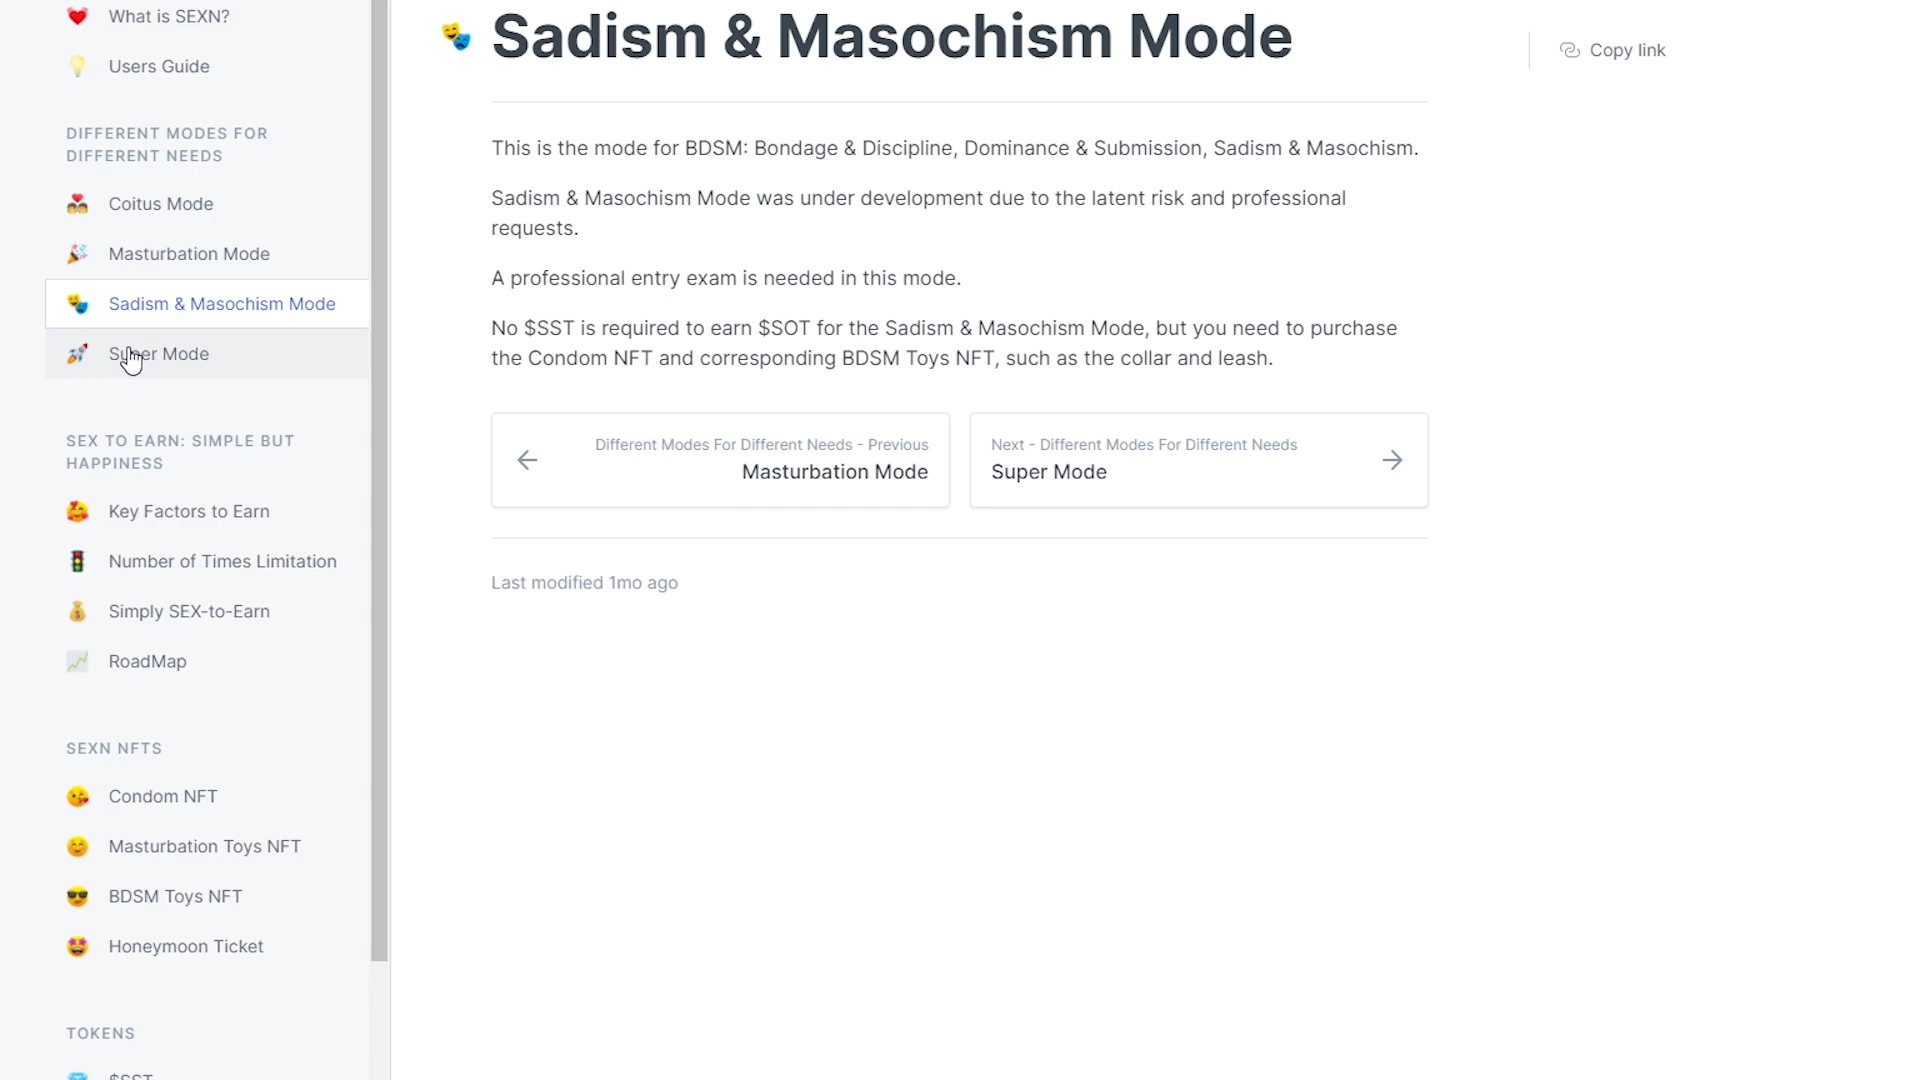 What is SEXN?
Users Guide
DIFFERENT MODES FOR
DIFFERENT NEEDS
Coitus Mode
Masturbation Mode
Sadism & Masochism Mode
Super Mode
SEX TO EARN: SIMPLE BUT
HAPPINESS
Key Factors to Earn
Number of Times Limitation
Simply SEX-to-Earn
RoadMap
SEXN NFTS
Condom NFT
Masturbation Toys NFT
BDSM Toys NFT
Honeymoon Ticket
TOKENS
$SST
Sadism & Masochism Mode
Copy link
This is the mode for BDSM: Bondage & Discipline, Dominance & Submission, Sadism & Masochism.
Sadism & Masochism Mode was under development due to the latent risk and professional
requests.
A professional entry exam is needed in this mode.
No $SST is required to earn $SOT for the Sadism & Masochism Mode, but you need to purchase
the Condom NFT and corresponding BDSM Toys NFT, such as the collar and leash.
Different Modes For Different Needs - Previous
Masturbation Mode
Next - Different Modes For Different Needs
Super Mode
Last modified 1mo ago